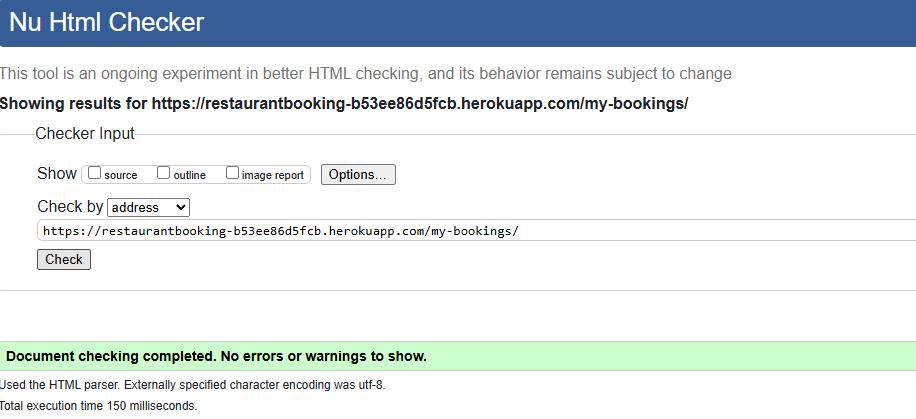 Nu Html Checker
This tool is an ongoing experiment in better HTML checking, and its behavior remains subject to change
Showing results for https://restaurantbooking-b53ee86d5fcb.herokuapp.com/my-bookings/
Checker Input
Show source outline image report Options...
Check by address
https://restaurantbooking-b53ee86d5fcb.herokuapp.com/my-bookings/
Check
Document checking completed. No errors or warnings to show.
Used the HTML parser. Externally specified character encoding was utf-8.
Total execution time 150 milliseconds.